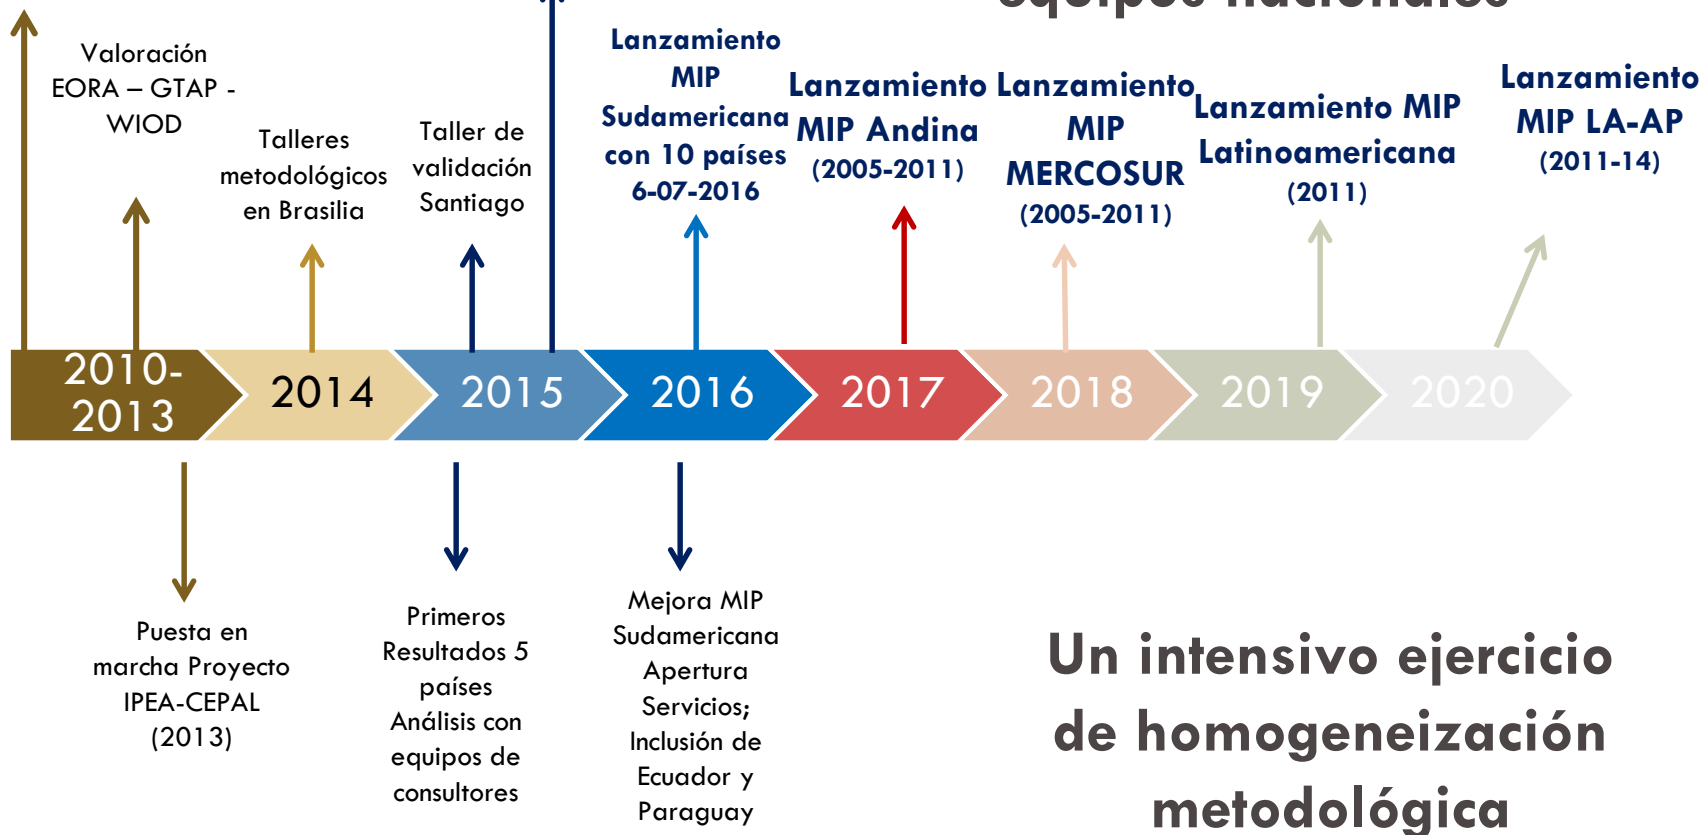 equipos nacionales
Valoración
EORA – GTAP -
WIOD
Talleres
metodológicos
en Brasilia
Taller de
validación
Santiago
Lanzamiento
MIP
Sudamericana
con 10 países
6-07-2016
Lanzamiento
MIP Andina
(2005-2011)
Lanzamiento
MIP
MERCOSUR
(2005-2011)
Lanzamiento MIP
Latinoamericana
(2011)
Lanzamiento
MIP LA-AP
(2011-14)
2010-
2013
2014
2015
2016
2017
2018
2019
2020
Puesta en
marcha Proyecto
IPEA-CEPAL
(2013)
Primeros
Resultados 5
países
Análisis con
equipos de
consultores
Mejora MIP
Sudamericana
Apertura
Servicios;
Inclusión de
Ecuador y
Paraguay
Un intensivo ejercicio
de homogeneización
metodológica